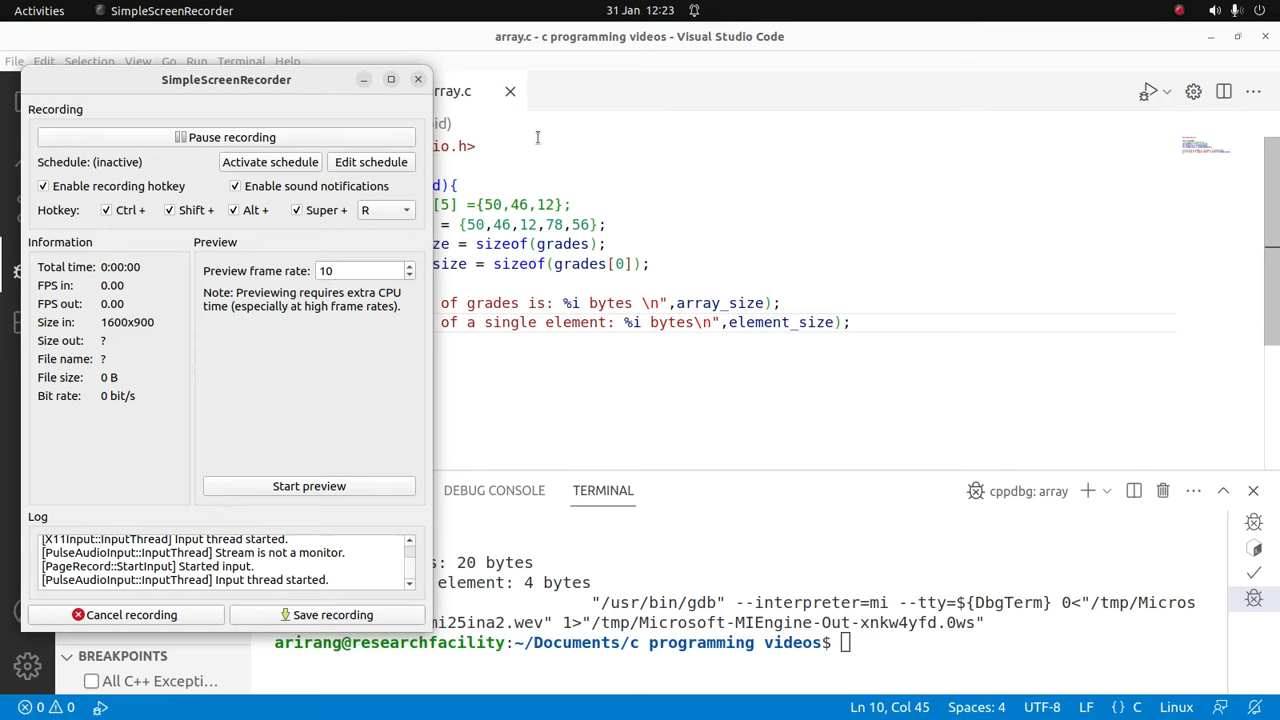 Activities SimpleScreenRecorder 31 Jan 12:23
array.c - c programming videos - Visual Studio Code
File Edit Selection View Go Run Terminal Help
SimpleScreenRecorder
Recording
Pause recording
Schedule: (inactive) Activate schedule Edit schedule
Enable recording hotkey Enable sound notifications
Hotkey: Ctrl + Shift + Alt + Super + R
Information
Total time: 0:00:00
FPS in: 0.00
FPS out: 0.00
Size in: 1600x900
Size out: ?
File name: ?
File size: 0 B
Bit rate: 0 bit/s
Preview
Preview frame rate: 10
Note: Previewing requires extra CPU
time (especially at high frame rates).
Start preview
Log
[X11Input::InputThread] Input thread started.
[PulseAudioInput::InputThread] Stream is not a monitor.
[PageRecord::StartInput] Started input.
[PulseAudioInput::InputThread] Input thread started.
Cancel recording Save recording
rray.c
oid)
io.h>
d){
[5] ={50,46,12};
= {50,46,12,78,56};
ze = sizeof(grades);
size = sizeof(grades[0]);
of grades is: %i bytes \n",array_size);
of a single element: %i bytes\n",element_size);
DEBUG CONSOLE TERMINAL cppdbg: array
s: 20 bytes
element: 4 bytes
"/usr/bin/gdb" --interpreter=mi --tty=${DbgTerm} 0<"/tmp/Micros
mi25ina2.wev" 1>"/tmp/Microsoft-MIEngine-Out-xnkw4yfd.0ws"
arirang@researchfacility:~/Documents/c programming videos$
BREAKPOINTS
All C++ Excepti...
0 0 Ln 10, Col 45 Spaces: 4 UTF-8 LF {} C Linux